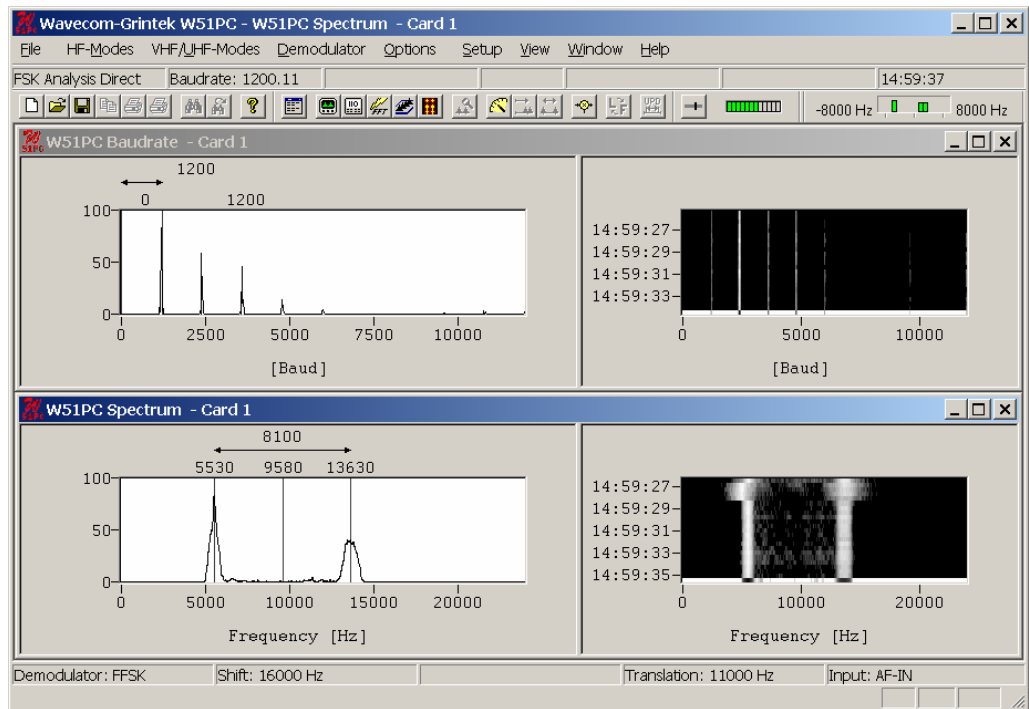 Wavecom-Grintek W51PC - W51PC Spectrum - Card 1
File HF-Modes VHF/UHF-Modes Demodulator Options Setup View Window Help
FSK Analysis Direct Baudrate: 1200.11 14:59:37
-8000 Hz 8000 Hz
W51PC Baudrate - Card 1
1200
0 1200
100
50
0
0 2500 5000 7500 10000
[Baud]
14:59:27
14:59:29
14:59:31
14:59:33
0 5000 10000
[Baud]
W51PC Spectrum - Card 1
8100
5530 9580 13630
100
50
0
0 5000 10000 15000 20000
Frequency [Hz]
14:59:27
14:59:29
14:59:31
14:59:33
14:59:35
0 10000 20000
Frequency [Hz]
Demodulator: FFSK Shift: 16000 Hz Translation: 11000 Hz Input: AF-IN